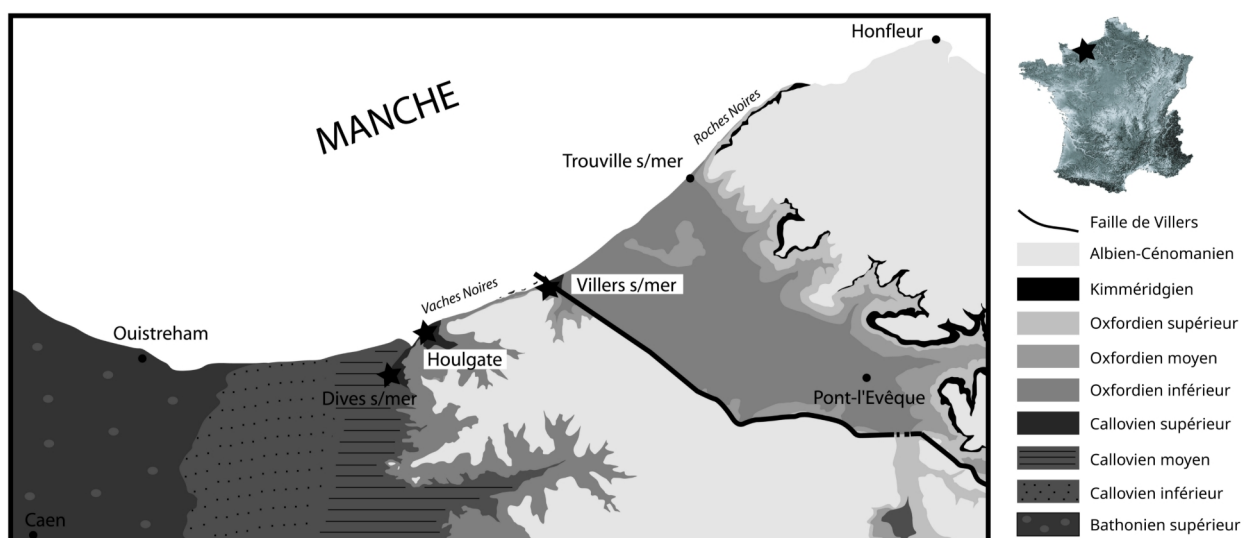 Honfleur
MANCHE
Roches Noires
Trouville s/mer
Villers s/mer
Vaches Noires
Ouistreham
Houlgate
Dives s/mer
Pont-l'Evêque
Caen
Faille de Villers
Albien-Cénomanien
Kimméridgien
Oxfordien supérieur
Oxfordien moyen
Oxfordien inférieur
Callovien supérieur
Callovien moyen
Callovien inférieur
Bathonien supérieur